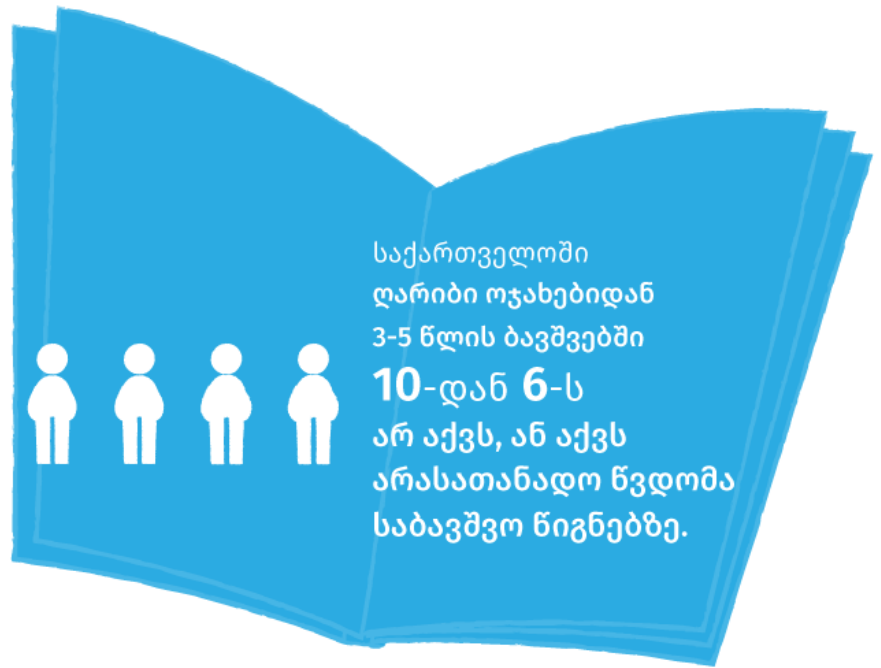 საქართველოში
ღარიბი ოჯახებიდან
3-5 წლის ბავშვებში
10-დან 6-ს
არ აქვს, ან აქვს
არასათანადო წვდომა
საბავშვო წიგნებზე.